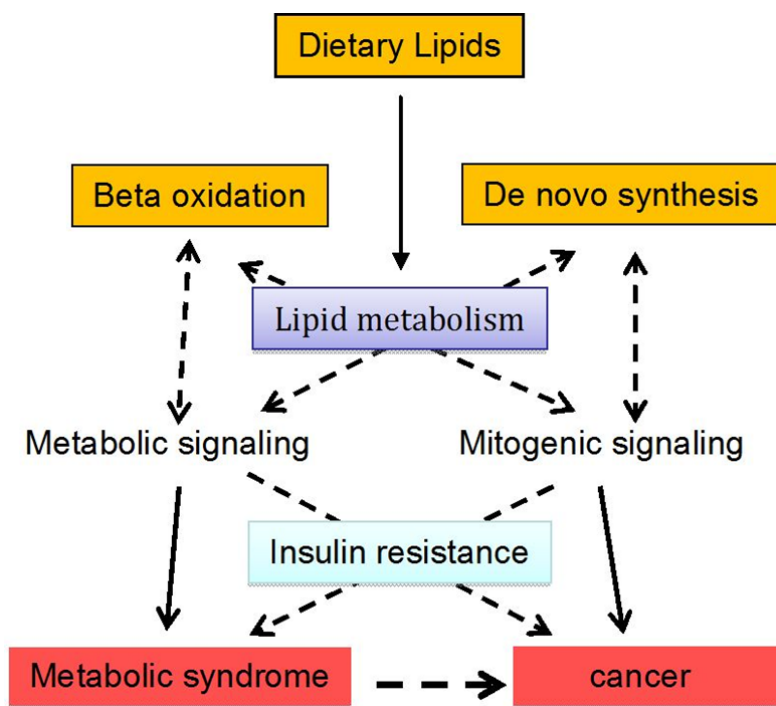 Dietary Lipids
Beta oxidation
De novo synthesis
Lipid metabolism
Metabolic signaling
Mitogenic signaling
Insulin resistance
Metabolic syndrome
cancer